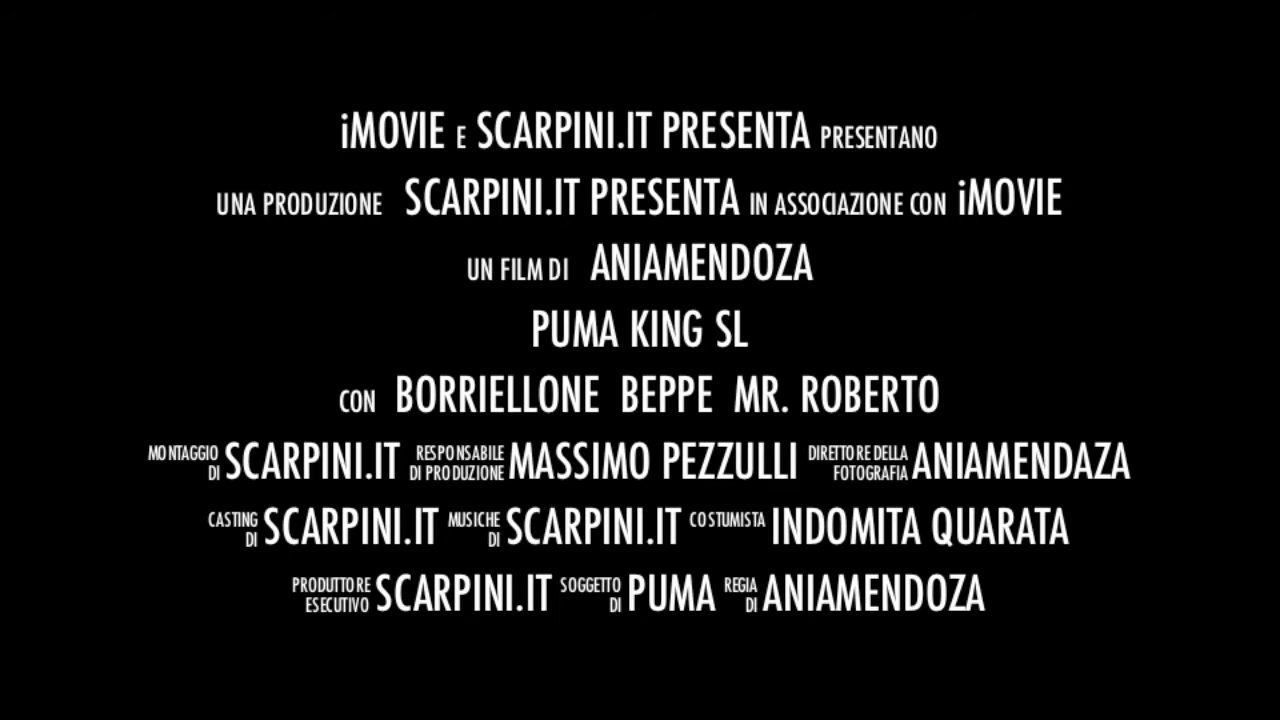 iMOVIE E SCARPINI.IT PRESENTA PRESENTANO
UNA PRODUZIONE SCARPINI.IT PRESENTA IN ASSOCIAZIONE CON iMOVIE
UN FILM DI ANIAMENDOZA
PUMA KING SL
CON BORRIELLONE BEPPE MR. ROBERTO
MONTAGGIO DI SCARPINI.IT RESPONSABILE DI PRODUZIONE MASSIMO PEZZULLI DIRETTORE DELLA FOTOGRAFIA ANIAMENDAZA
CASTING DI SCARPINI.IT MUSICHE DI SCARPINI.IT COSTUMISTA INDOMITA QUARATA
PRODUTTORE ESECUTIVO SCARPINI.IT SOGGETTO DI PUMA REGIA DI ANIAMENDOZA